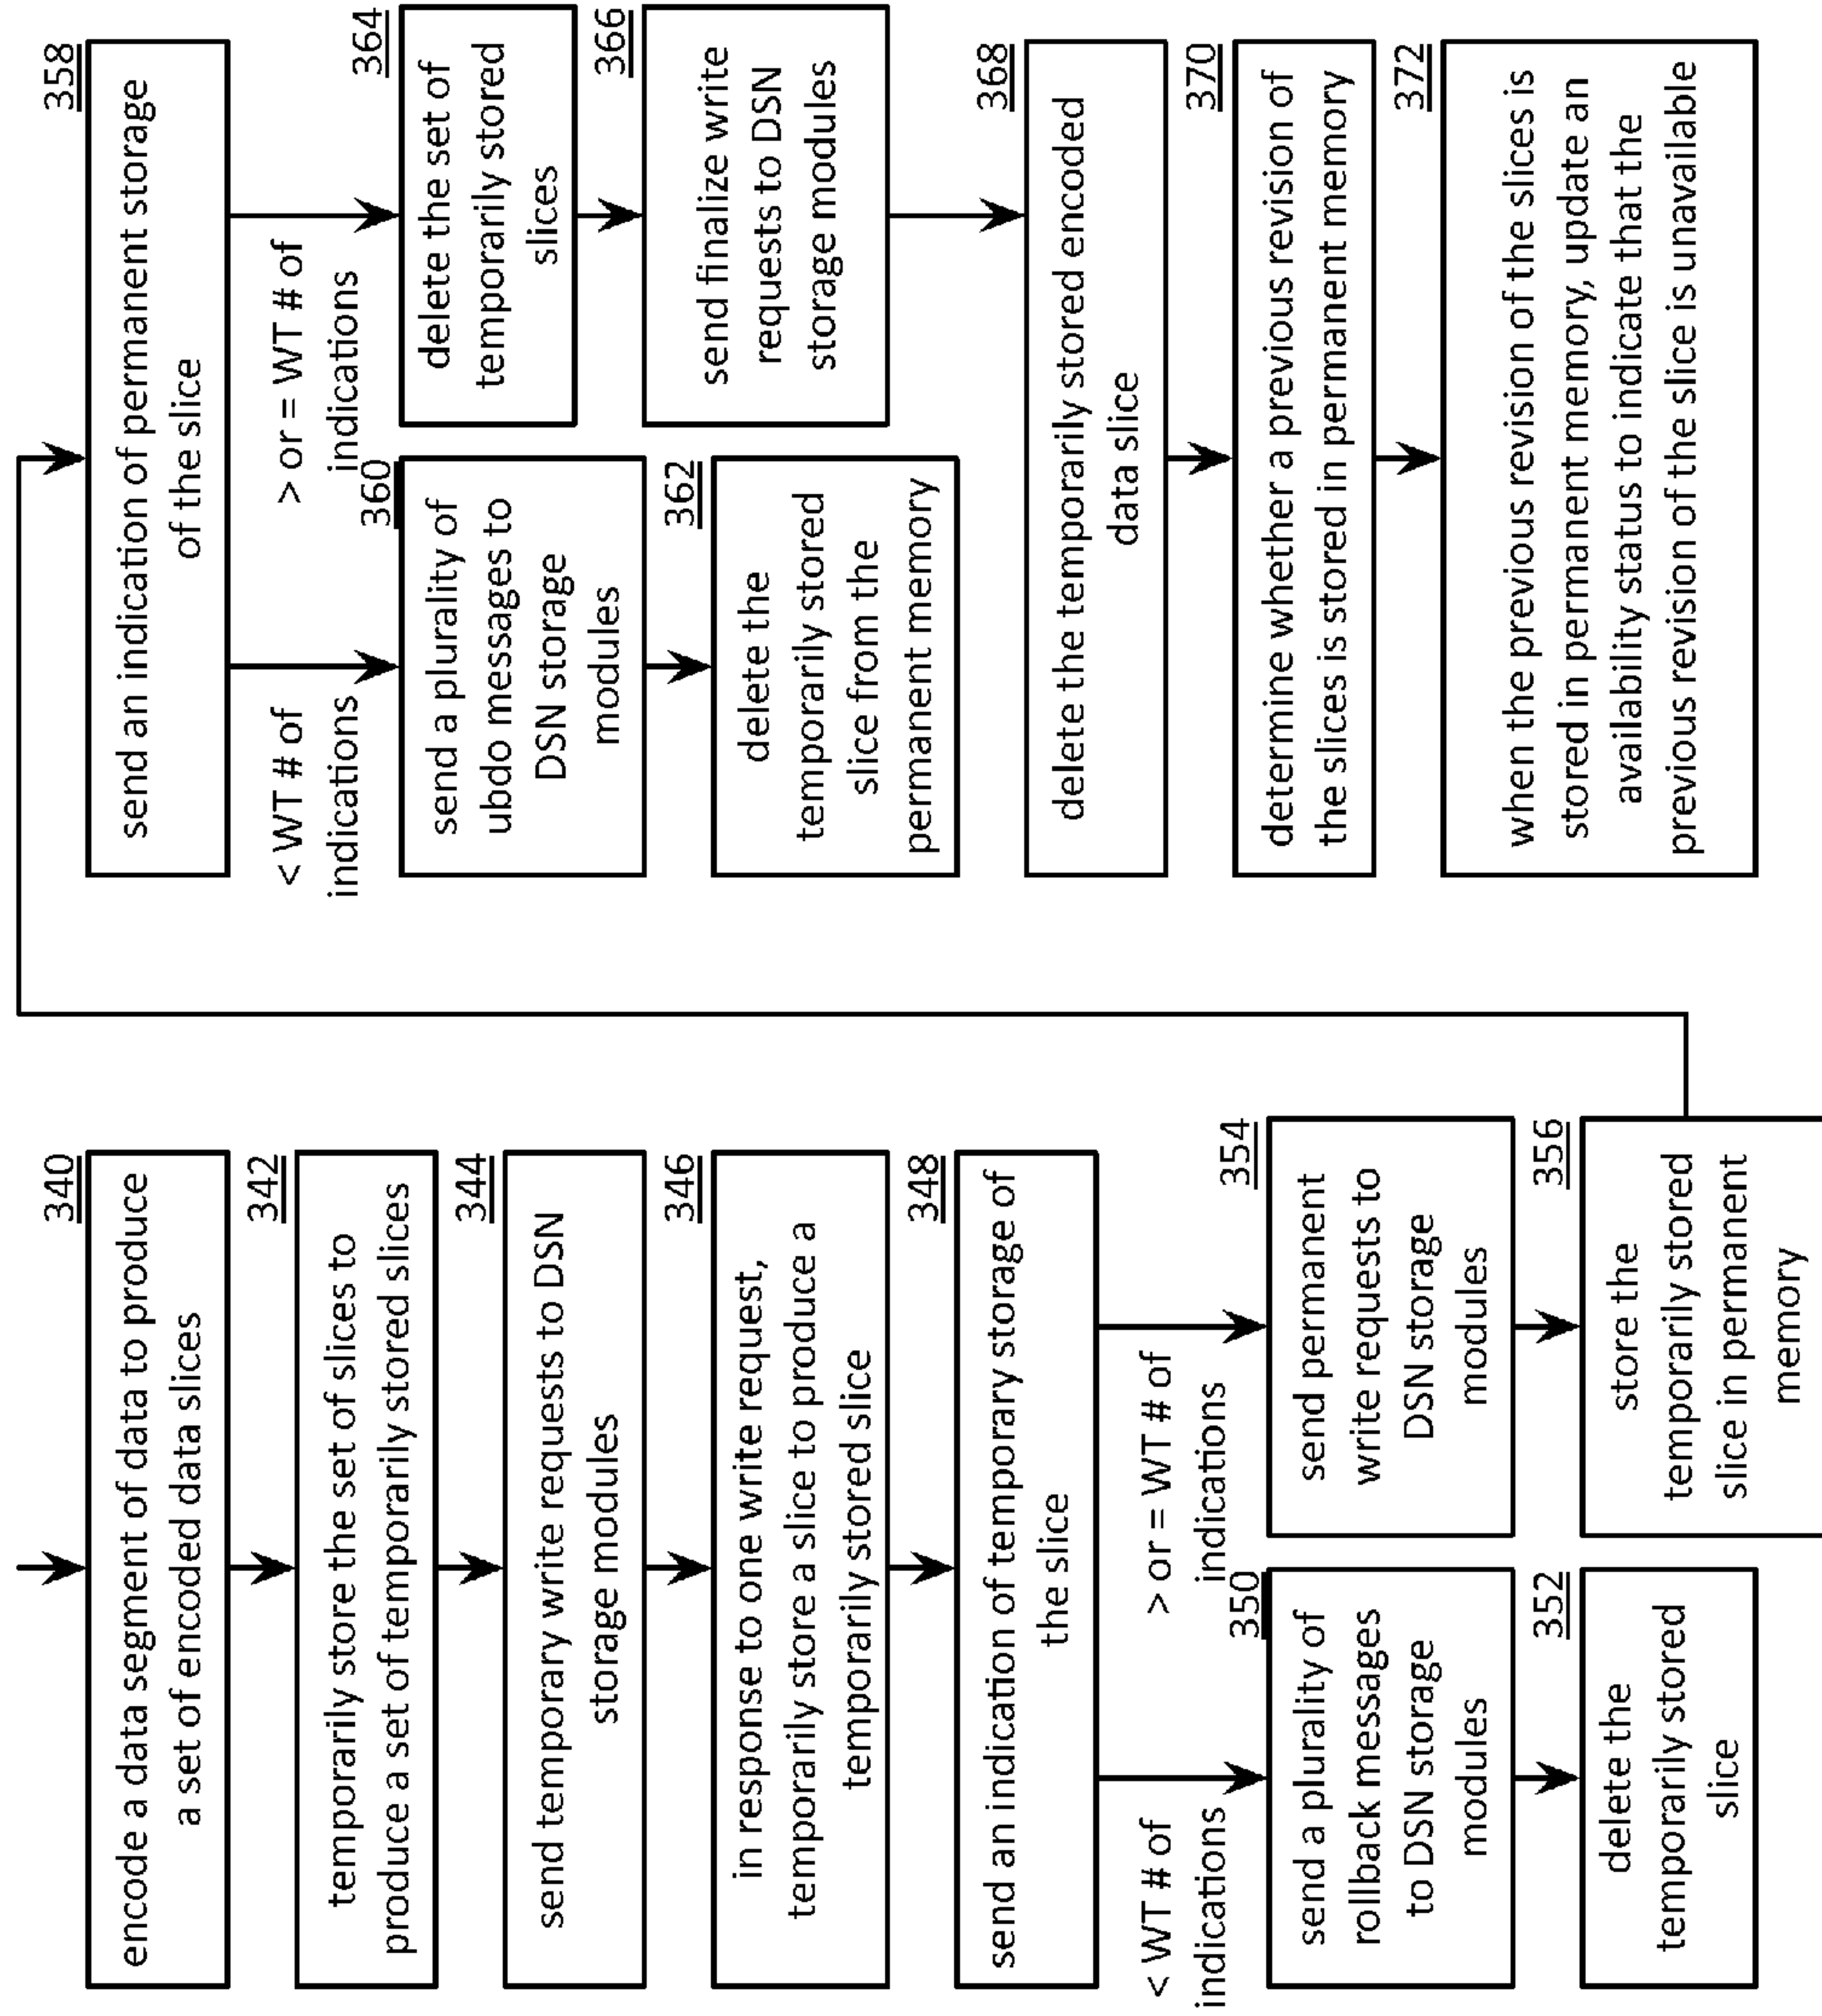 340
encode a data segment of data to produce
a set of encoded data slices
342
temporarily store the set of slices to
produce a set of temporarily stored slices
344
send temporary write requests to DSN
storage modules
346
in response to one write request,
temporarily store a slice to produce a
temporarily stored slice
348
send an indication of temporary storage of
the slice
< WT # of
indications
> or = WT # of
indications
350
send a plurality of
rollback messages
to DSN storage
modules
352
delete the
temporarily stored
slice
354
send permanent
write requests to
DSN storage
modules
356
store the
temporarily stored
slice in permanent
memory
358
send an indication of permanent storage
of the slice
< WT # of
indications
> or = WT # of
indications
360
send a plurality of
ubdo messages to
DSN storage
modules
362
delete the
temporarily stored
slice from the
permanent memory
364
delete the set of
temporarily stored
slices
366
send finalize write
requests to DSN
storage modules
368
delete the temporarily stored encoded
data slice
370
determine whether a previous revision of
the slices is stored in permanent memory
372
when the previous revision of the slices is
stored in permanent memory, update an
availability status to indicate that the
previous revision of the slice is unavailable